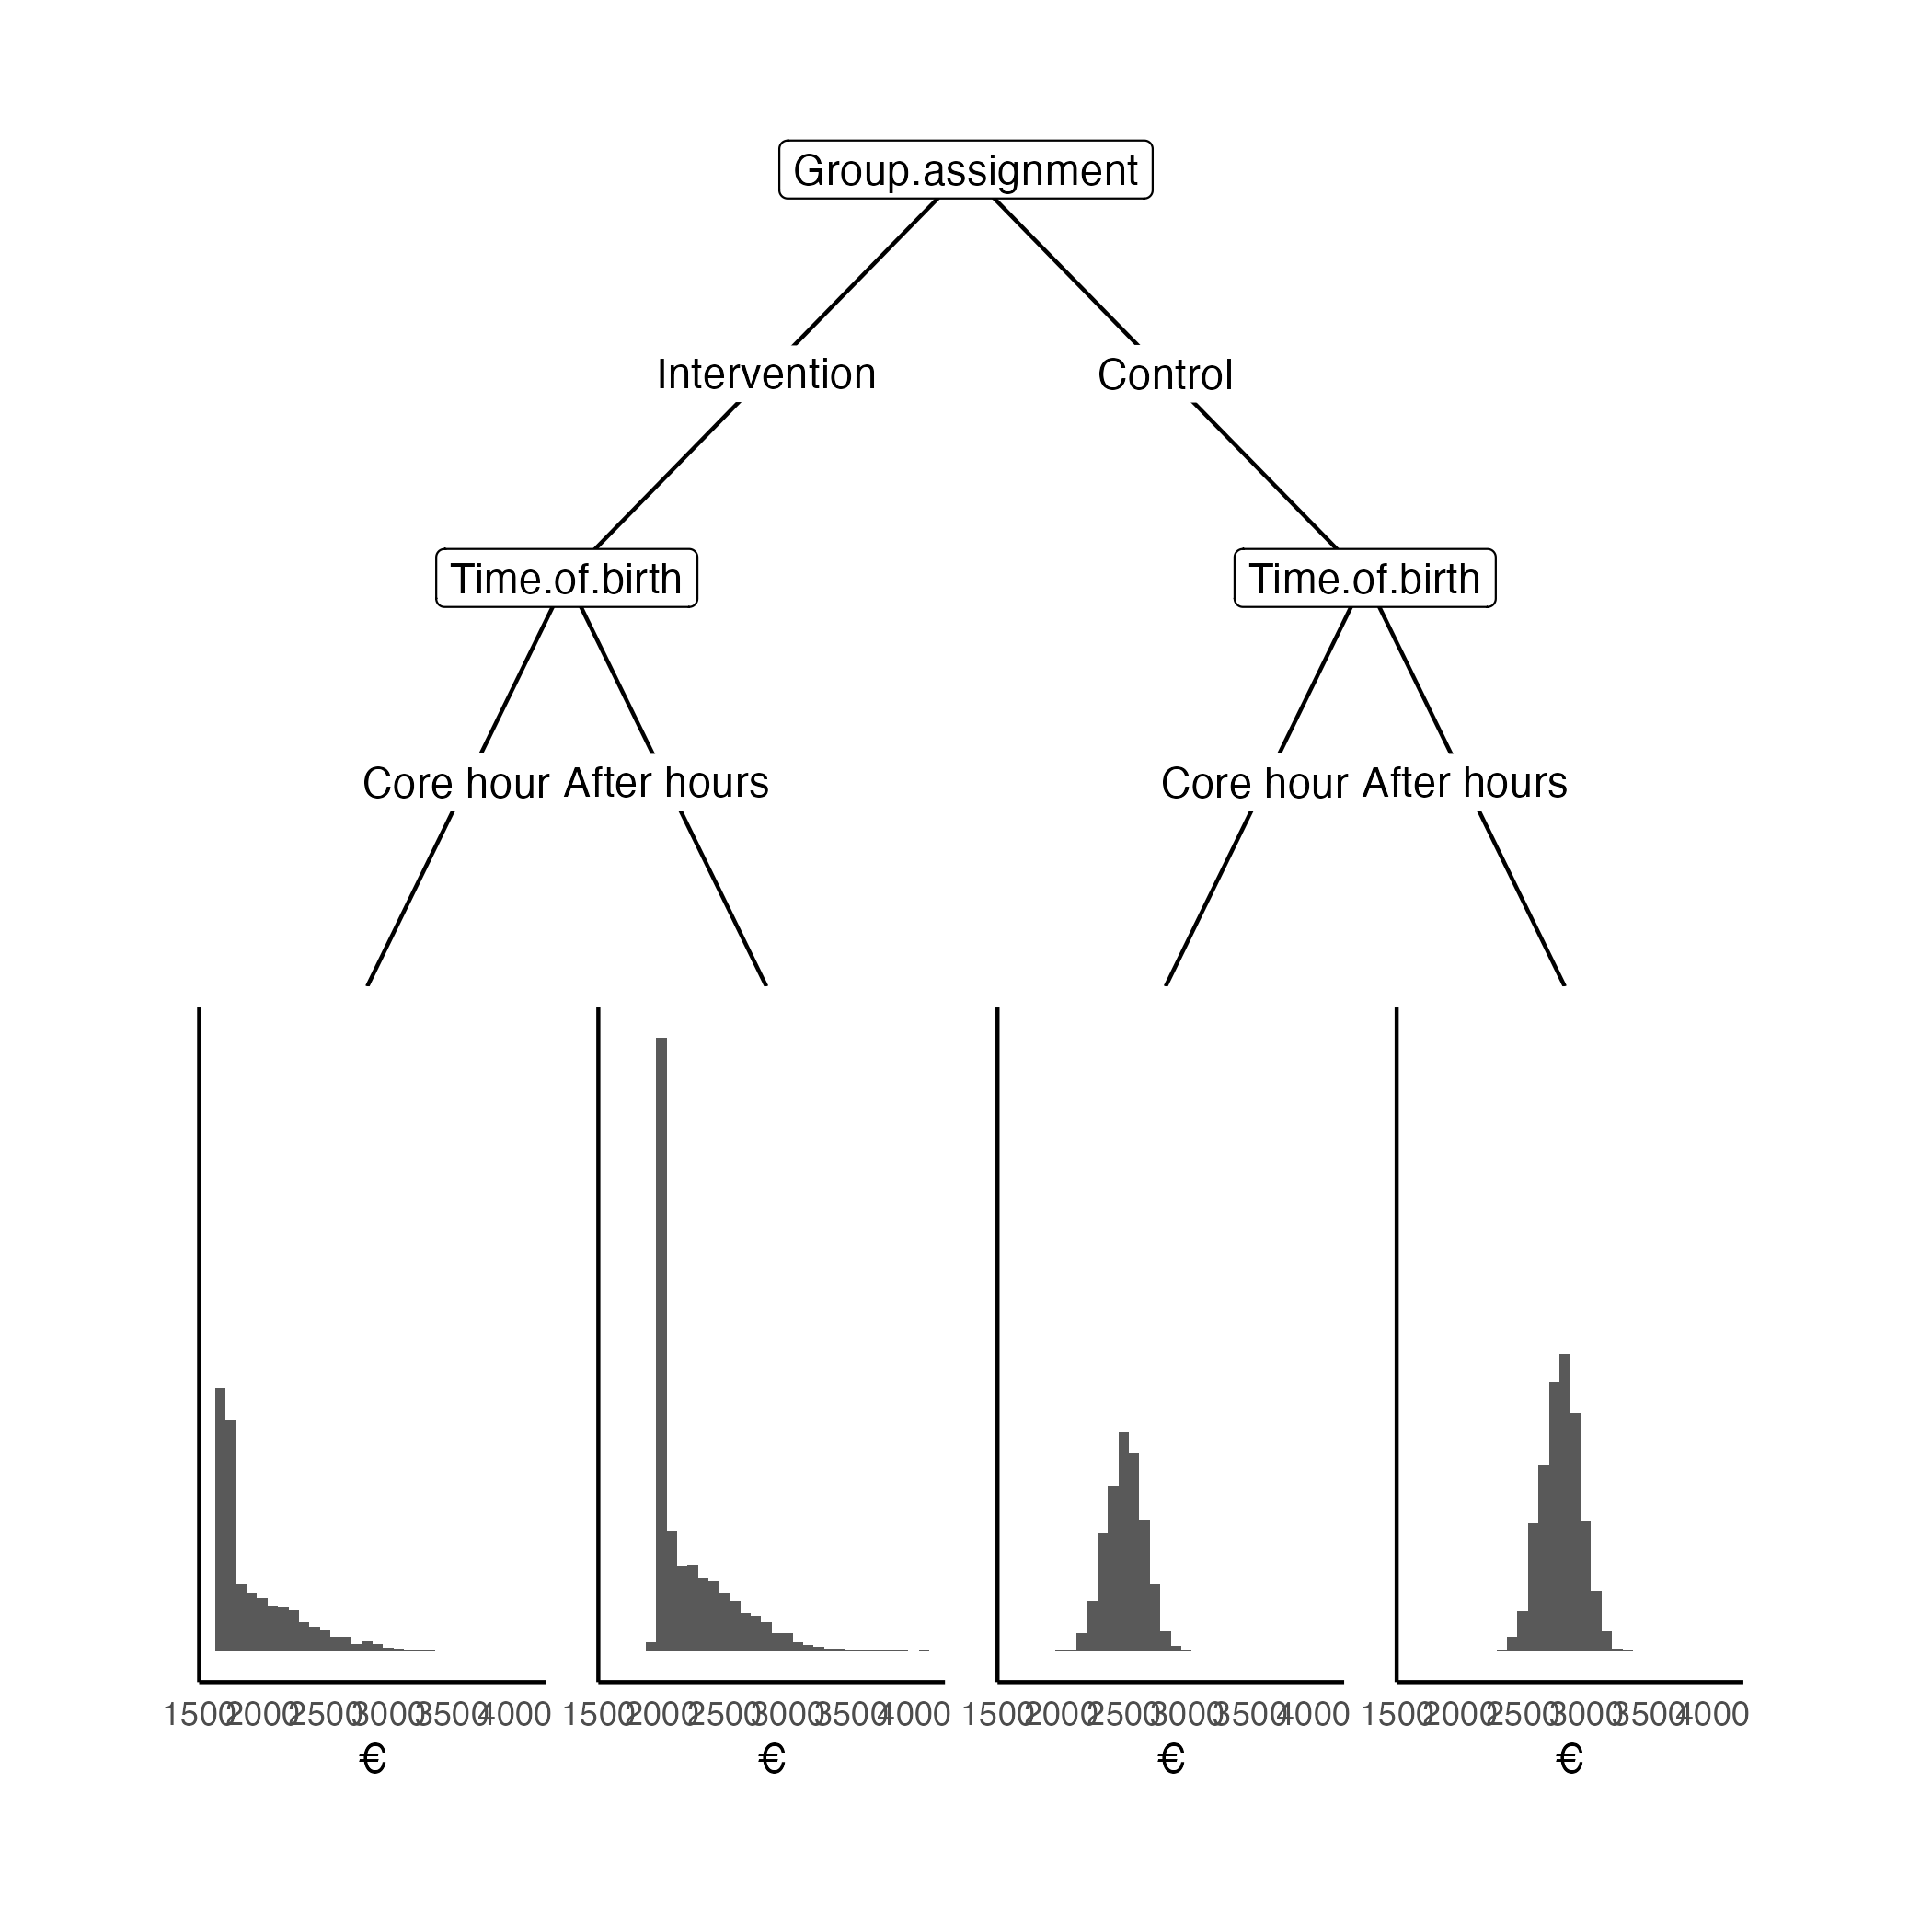 Group.assignment
Intervention Control
Time.of.birth Time.of.birth
Core hour After hours Core hour After hours
1500 2000 2500 3000 3500 4000 1500 2000 2500 3000 3500 4000 1500 2000 2500 3000 3500 4000 1500 2000 2500 3000 3500 4000
€ € € €